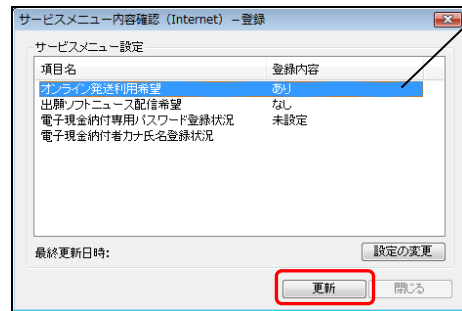 サービスメニュー内容確認（Internet）－登録
サービスメニュー設定
項目名 登録内容
オンライン発送利用希望 あり
出願ソフトニュース配信希望 なし
電子現金納付専用パスワード登録状況 未設定
電子現金納付者カナ氏名登録状況
最終更新日時:
設定の変更
更新 閉じる